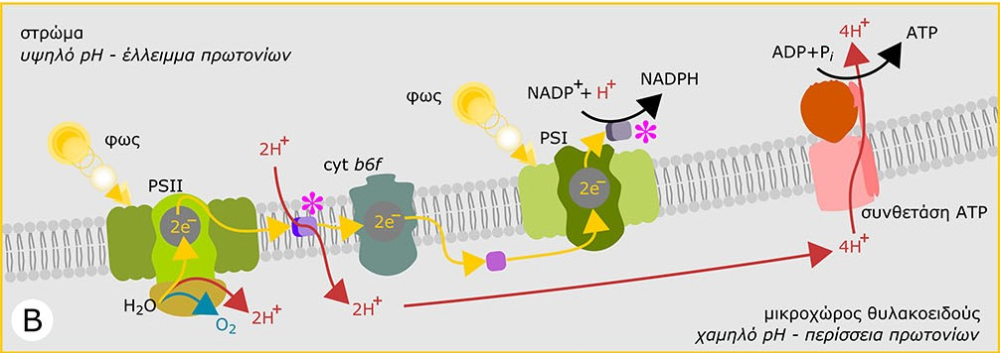 στρώμα
υψηλό pH - έλλειμμα πρωτονίων
φως
PSII
2H+
cyt b6f
*
2e−
2e−
H2O
O2
2H+
2H+
φως
NADP+ + H+
NADPH
PSI
*
2e−
4H+
ATP
ADP+Pi
συνθετάση ATP
4H+
μικροχώρος θυλακοειδούς
χαμηλό pH - περίσσεια πρωτονίων
B